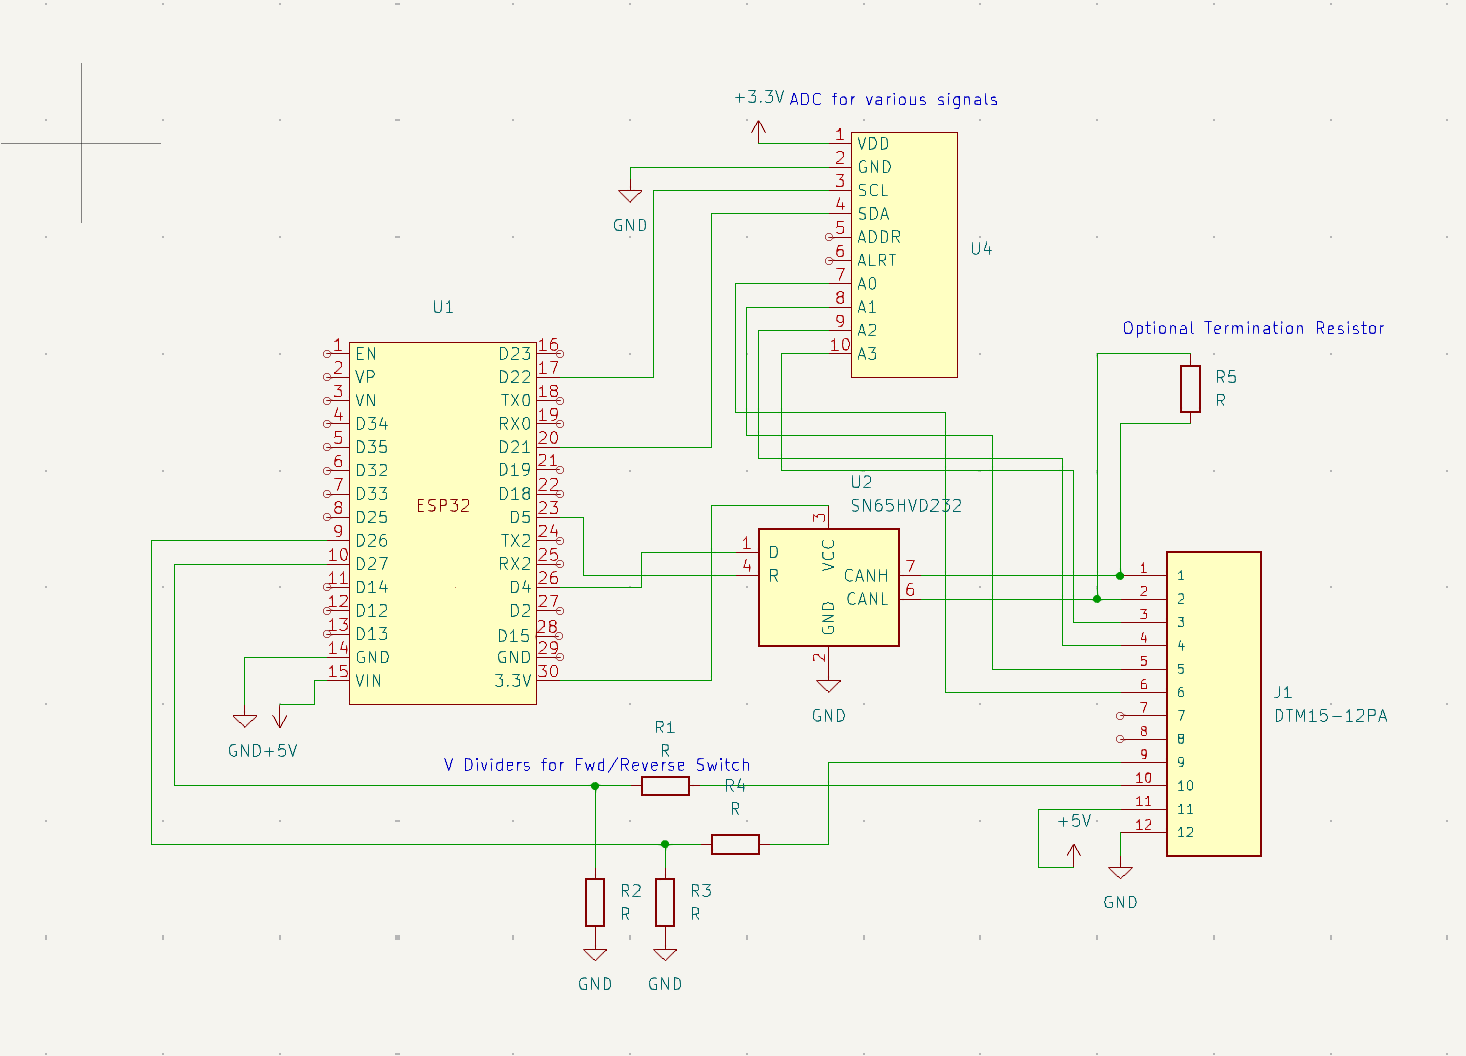 +3.3V ADC for various signals
1 VDD
2 GND
3 SCL
4 SDA
5 ADDR
6 ALRT
7 A0
8 A1
9 A2
10 A3
U4
GND
U1
ESP32
1 EN
2 VP
3 VN
4 D34
5 D35
6 D32
7 D33
8 D25
9 D26
10 D27
11 D14
12 D12
13 D13
14 GND
15 VIN
D23 16
D22 17
TX0 18
RX0 19
D21 20
D19 21
D18 22
D5 23
TX2 24
RX2 25
D4 26
D2 27
D15 28
GND 29
3.3V 30
GND
+5V
Optional Termination Resistor
R5
R
U2
SN65HVD232
3 VCC
1 D
4 R
CANH 7
CANL 6
GND 2
GND
J1
DTM15-12PA
1 1
2 2
3 3
4 4
5 5
6 6
7 7
8 8
9 9
10 10
11 11
12 12
+5V
GND
R1
R
V Dividers for Fwd/Reverse Switch
R4
R
R2
R
R3
R
GND
GND